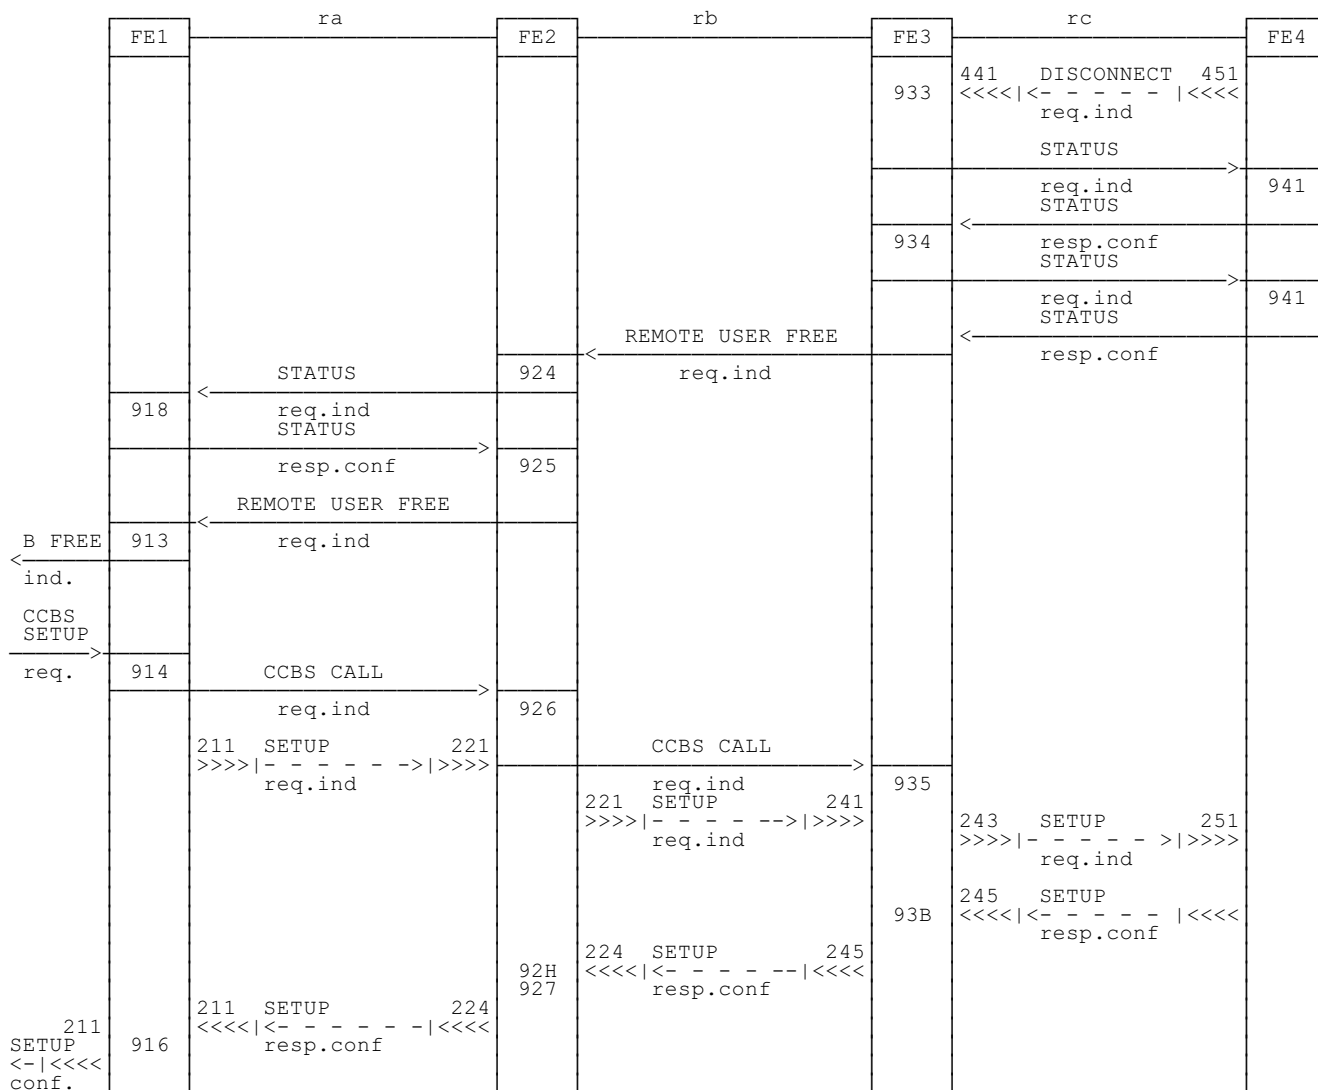 ra rb rc
FE1 FE2 FE3 FE4
441 DISCONNECT 451
933 <<<<|<- - - - - |<<<<
req.ind
STATUS
>
req.ind 941
STATUS
<
934 resp.conf
STATUS
>
req.ind 941
STATUS
REMOTE USER FREE <
< resp.conf
STATUS 924 req.ind
<
918 req.ind
STATUS
>
resp.conf 925
REMOTE USER FREE
<
B FREE 913 req.ind
<
ind.
CCBS
SETUP
>
req. 914 CCBS CALL
>
req.ind 926
211 SETUP 221 CCBS CALL
>>>>|- - - - - ->|>>>> >
req.ind req.ind 935
221 SETUP 241
>>>>|- - - - -->|>>>> 243 SETUP 251
req.ind >>>>|- - - - - >|>>>>
req.ind
245 SETUP
93B <<<<|<- - - - - |<<<<
resp.conf
224 SETUP 245
92H <<<<|<- - - - --|<<<<
927 resp.conf
211 SETUP 224
211 <<<<|<- - - - - -|<<<<
SETUP 916 resp.conf
<-|<<<<
conf.